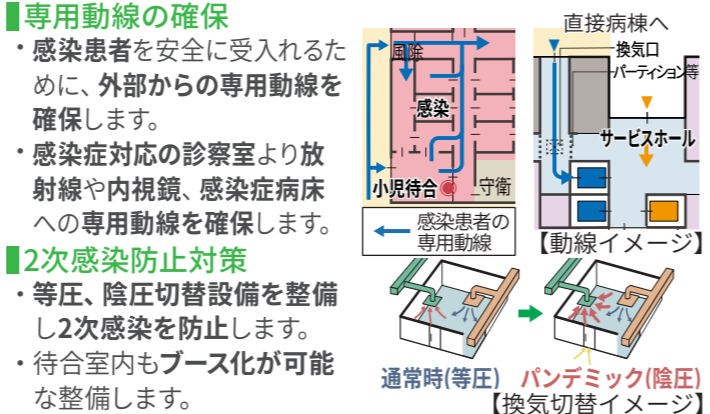 専用動線の確保
・感染患者を安全に受入れるた
めに、外部からの専用動線を
確保します。
・感染症対応の診察室より放
射線や内視鏡、感染症病床
への専用動線を確保します。
2次感染防止対策
・等圧、陰圧切替設備を整備
し2次感染を防止します。
・待合室内もブース化が可能
な整備します。
風除
感染
小児待合
守衛
感染患者の
専用動線
直接病棟へ
換気口
パーティション等
サービスホール
【動線イメージ】
通常時(等圧)
パンデミック(陰圧)
【換気切替イメージ】